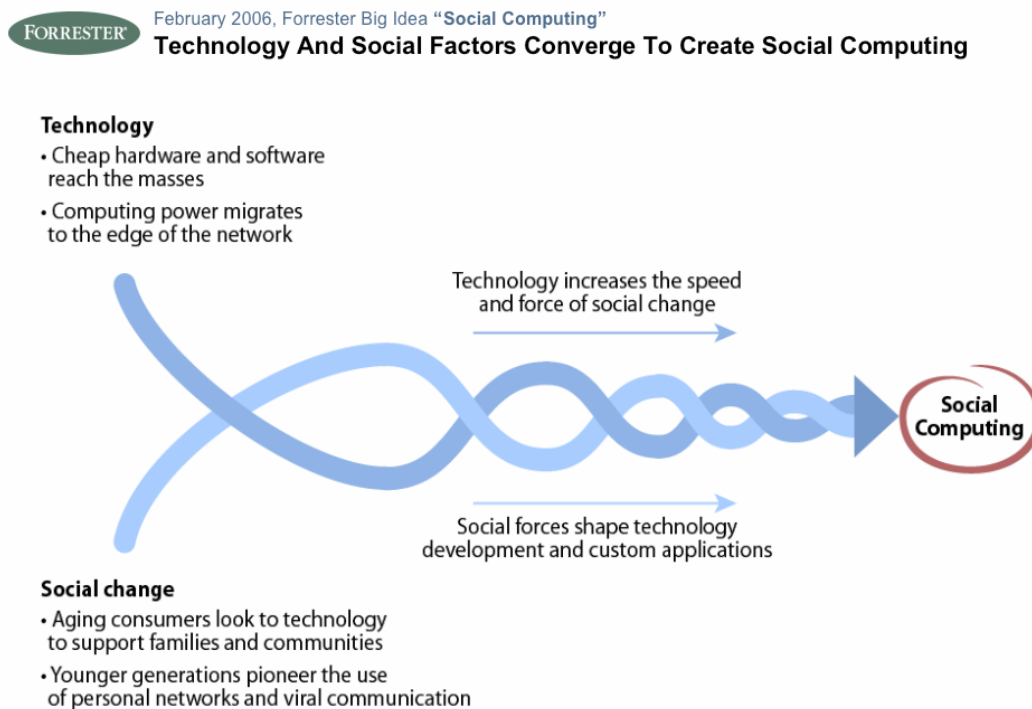 FORRESTER®
February 2006, Forrester Big Idea “Social Computing”
Technology And Social Factors Converge To Create Social Computing
Technology
• Cheap hardware and software
reach the masses
• Computing power migrates
to the edge of the network
Technology increases the speed
and force of social change
Social
Computing
Social forces shape technology
development and custom applications
Social change
• Aging consumers look to technology
to support families and communities
• Younger generations pioneer the use
of personal networks and viral communication